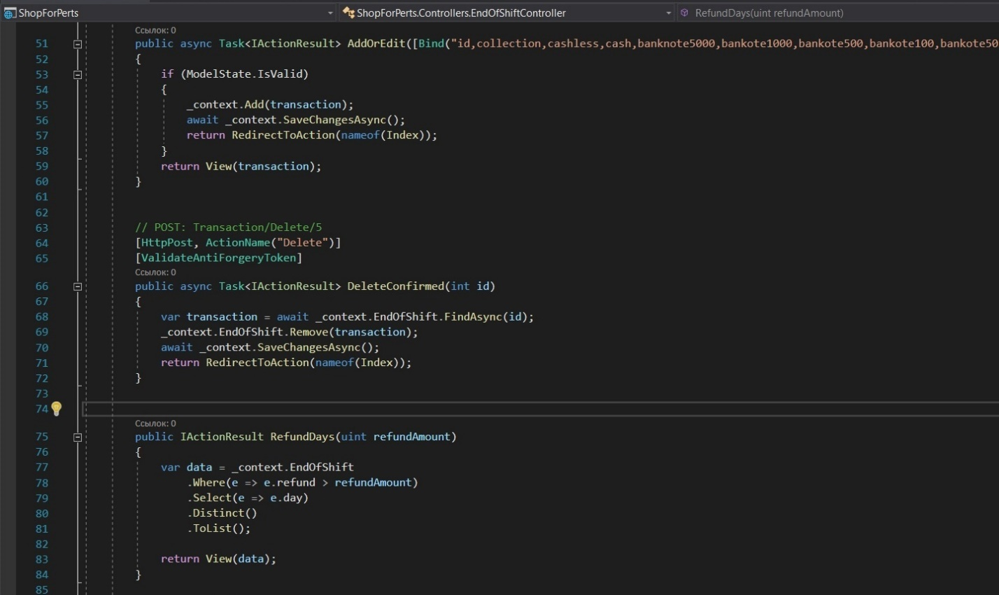 ShopForPerts ShopForPerts.Controllers.EndOfShiftController RefundDays(uint refundAmount)
Ссылок: 0
51 public async Task<IActionResult> AddOrEdit([Bind("id,collection,cashless,cash,banknote5000,bankote1000,bankote500,bankote100,bankote50
52 {
53 if (ModelState.IsValid)
54 {
55 _context.Add(transaction);
56 await _context.SaveChangesAsync();
57 return RedirectToAction(nameof(Index));
58 }
59 return View(transaction);
60 }
61
62
63 // POST: Transaction/Delete/5
64 [HttpPost, ActionName("Delete")]
65 [ValidateAntiForgeryToken]
Ссылок: 0
66 public async Task<IActionResult> DeleteConfirmed(int id)
67 {
68 var transaction = await _context.EndOfShift.FindAsync(id);
69 _context.EndOfShift.Remove(transaction);
70 await _context.SaveChangesAsync();
71 return RedirectToAction(nameof(Index));
72 }
73
74
Ссылок: 0
75 public IActionResult RefundDays(uint refundAmount)
76 {
77 var data = _context.EndOfShift
78 .Where(e => e.refund > refundAmount)
79 .Select(e => e.day)
80 .Distinct()
81 .ToList();
82
83 return View(data);
84 }
85